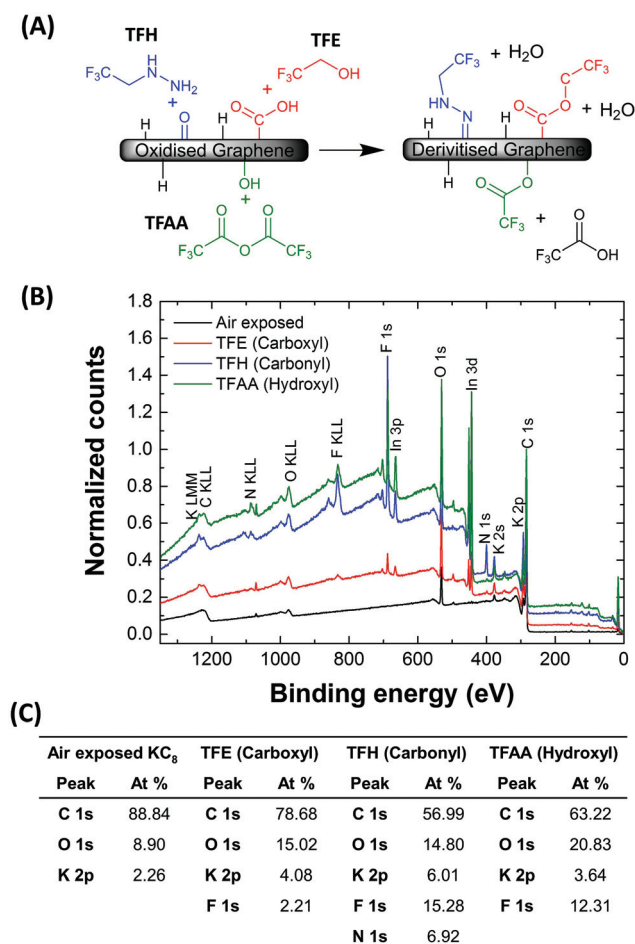 (A)
TFH
TFE
F₃C
H
N
NH₂
+
O
F₃C
OH
+
O
OH
C
H
H
H
Oxidised Graphene
OH
+
TFAA
O
O
F₃C
O
CF₃
CF₃
+ H₂O
HN
N
CF₃
C
O
O
C
+ H₂O
H
H
H
Derivitised Graphene
O
O
CF₃
+
O
F₃C
OH
(B)
Normalized counts
1.8
1.6
1.4
1.2
1.0
0.8
0.6
0.4
0.2
0.0
Air exposed
TFE (Carboxyl)
TFH (Carbonyl)
TFAA (Hydroxyl)
K LMM
C KLL
N KLL
O KLL
F KLL
F 1s
In 3p
O 1s
In 3d
N 1s
K 2s
K 2p
C 1s
1200 1000 800 600 400 200 0
Binding energy (eV)
(C)
Air exposed KC₈ TFE (Carboxyl) TFH (Carbonyl) TFAA (Hydroxyl)
Peak At % Peak At % Peak At % Peak At %
C 1s 88.84 C 1s 78.68 C 1s 56.99 C 1s 63.22
O 1s 8.90 O 1s 15.02 O 1s 14.80 O 1s 20.83
K 2p 2.26 K 2p 4.08 K 2p 6.01 K 2p 3.64
F 1s 2.21 F 1s 15.28 F 1s 12.31
N 1s 6.92